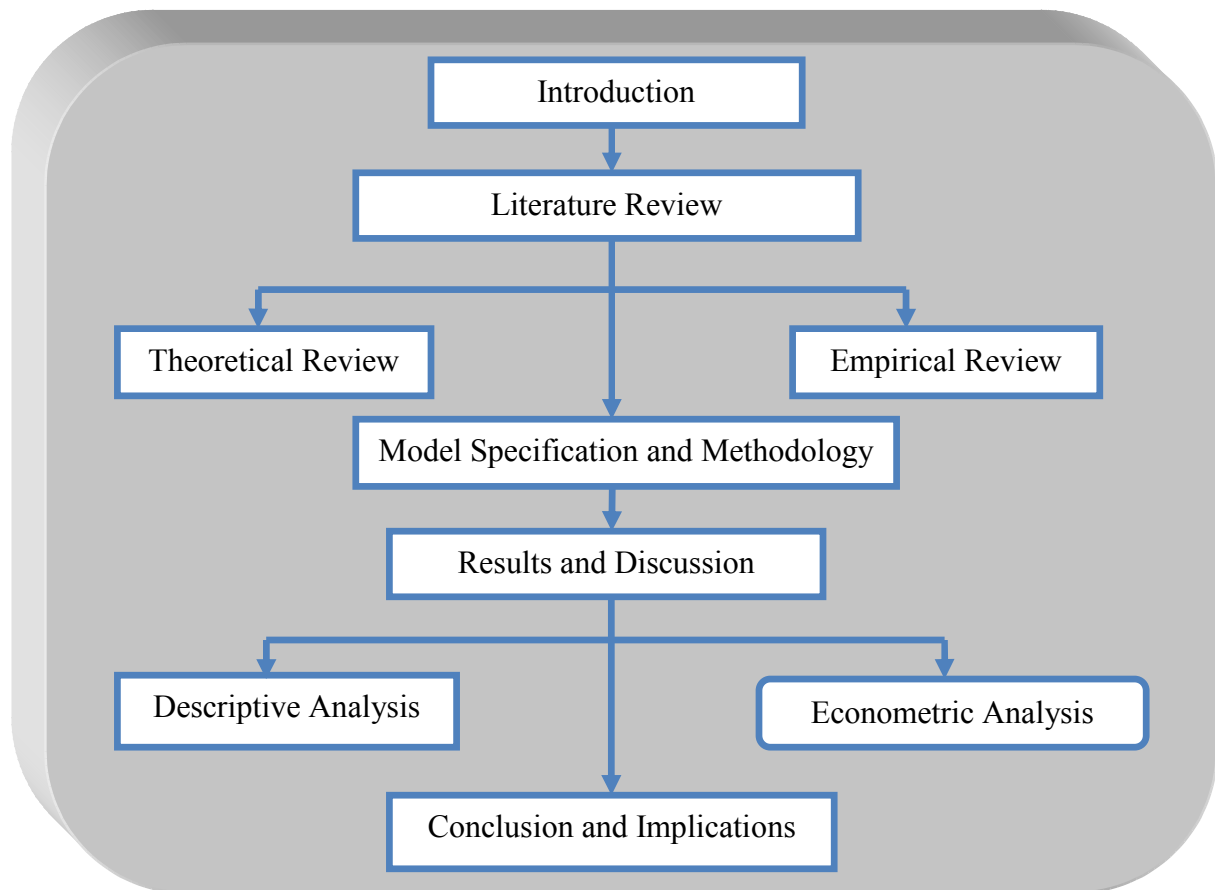 Introduction
Literature Review
Theoretical Review
Empirical Review
Model Specification and Methodology
Results and Discussion
Descriptive Analysis
Econometric Analysis
Conclusion and Implications